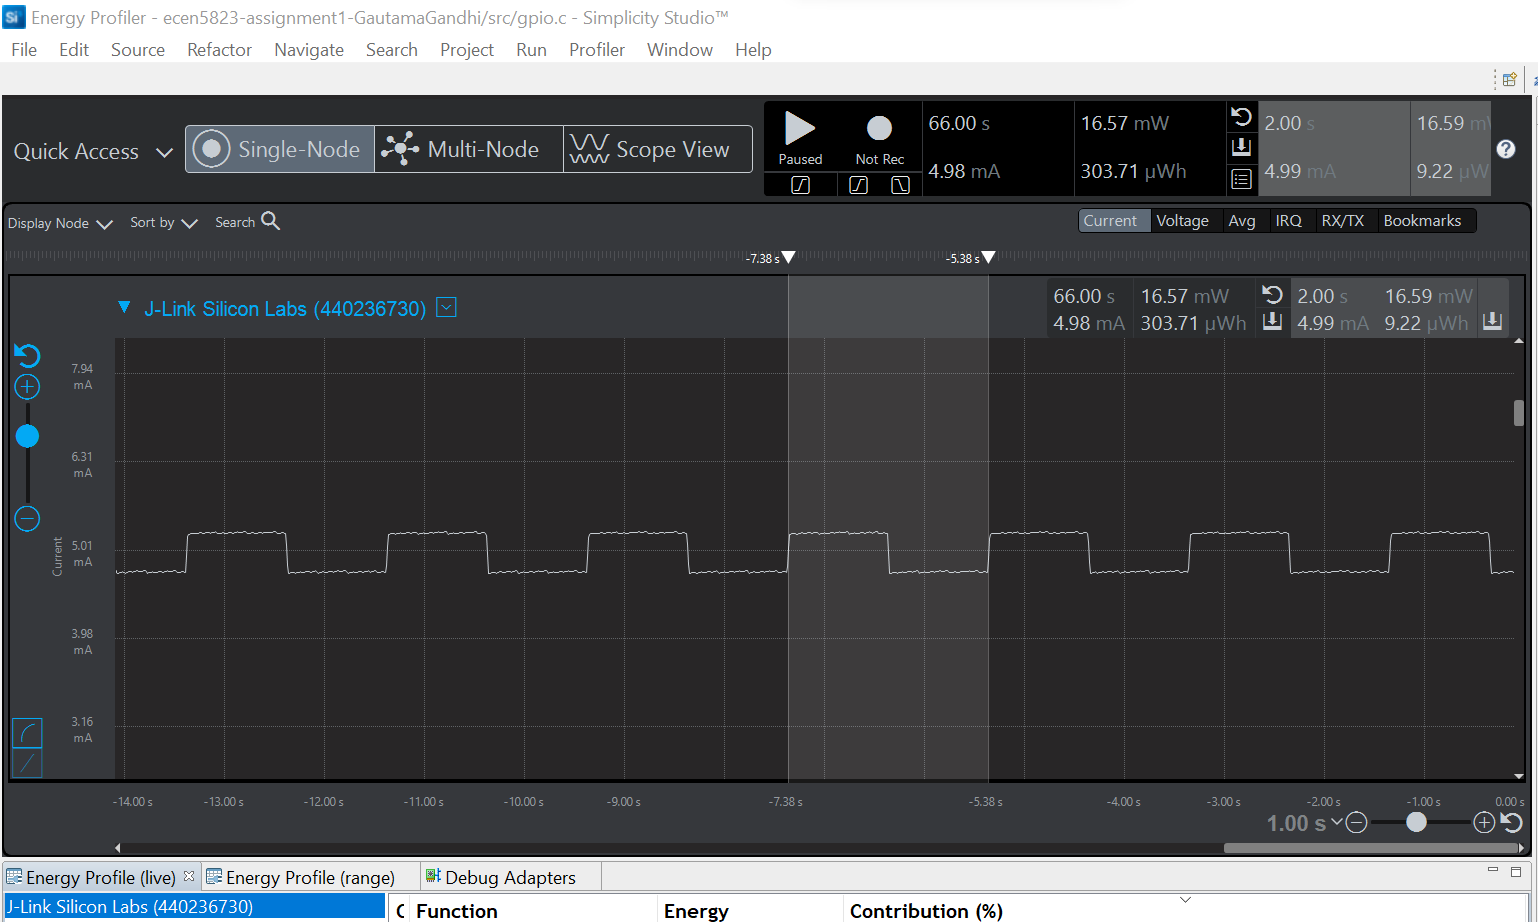 Energy Profiler - ecen5823-assignment1-GautamaGandhi/src/gpio.c - Simplicity Studio™
File Edit Source Refactor Navigate Search Project Run Profiler Window Help
Quick Access Single-Node Multi-Node Scope View
Paused Not Rec
66.00 s 16.57 mW
4.98 mA 303.71 µWh
2.00 s 16.59 mW
4.99 mA 9.22 µW
Display Node Sort by Search
Current Voltage Avg IRQ RX/TX Bookmarks
-7.38 s -5.38 s
J-Link Silicon Labs (440236730)
66.00 s 16.57 mW 2.00 s 16.59 mW
4.98 mA 303.71 µWh 4.99 mA 9.22 µWh
7.94 mA
6.31 mA
5.01 mA
3.98 mA
3.16 mA
Current
-14.00 s -13.00 s -12.00 s -11.00 s -10.00 s -9.00 s -7.38 s -5.38 s -4.00 s -3.00 s -2.00 s -1.00 s 0.00 s
1.00 s
Energy Profile (live) Energy Profile (range) Debug Adapters
J-Link Silicon Labs (440236730)
Function Energy Contribution (%)